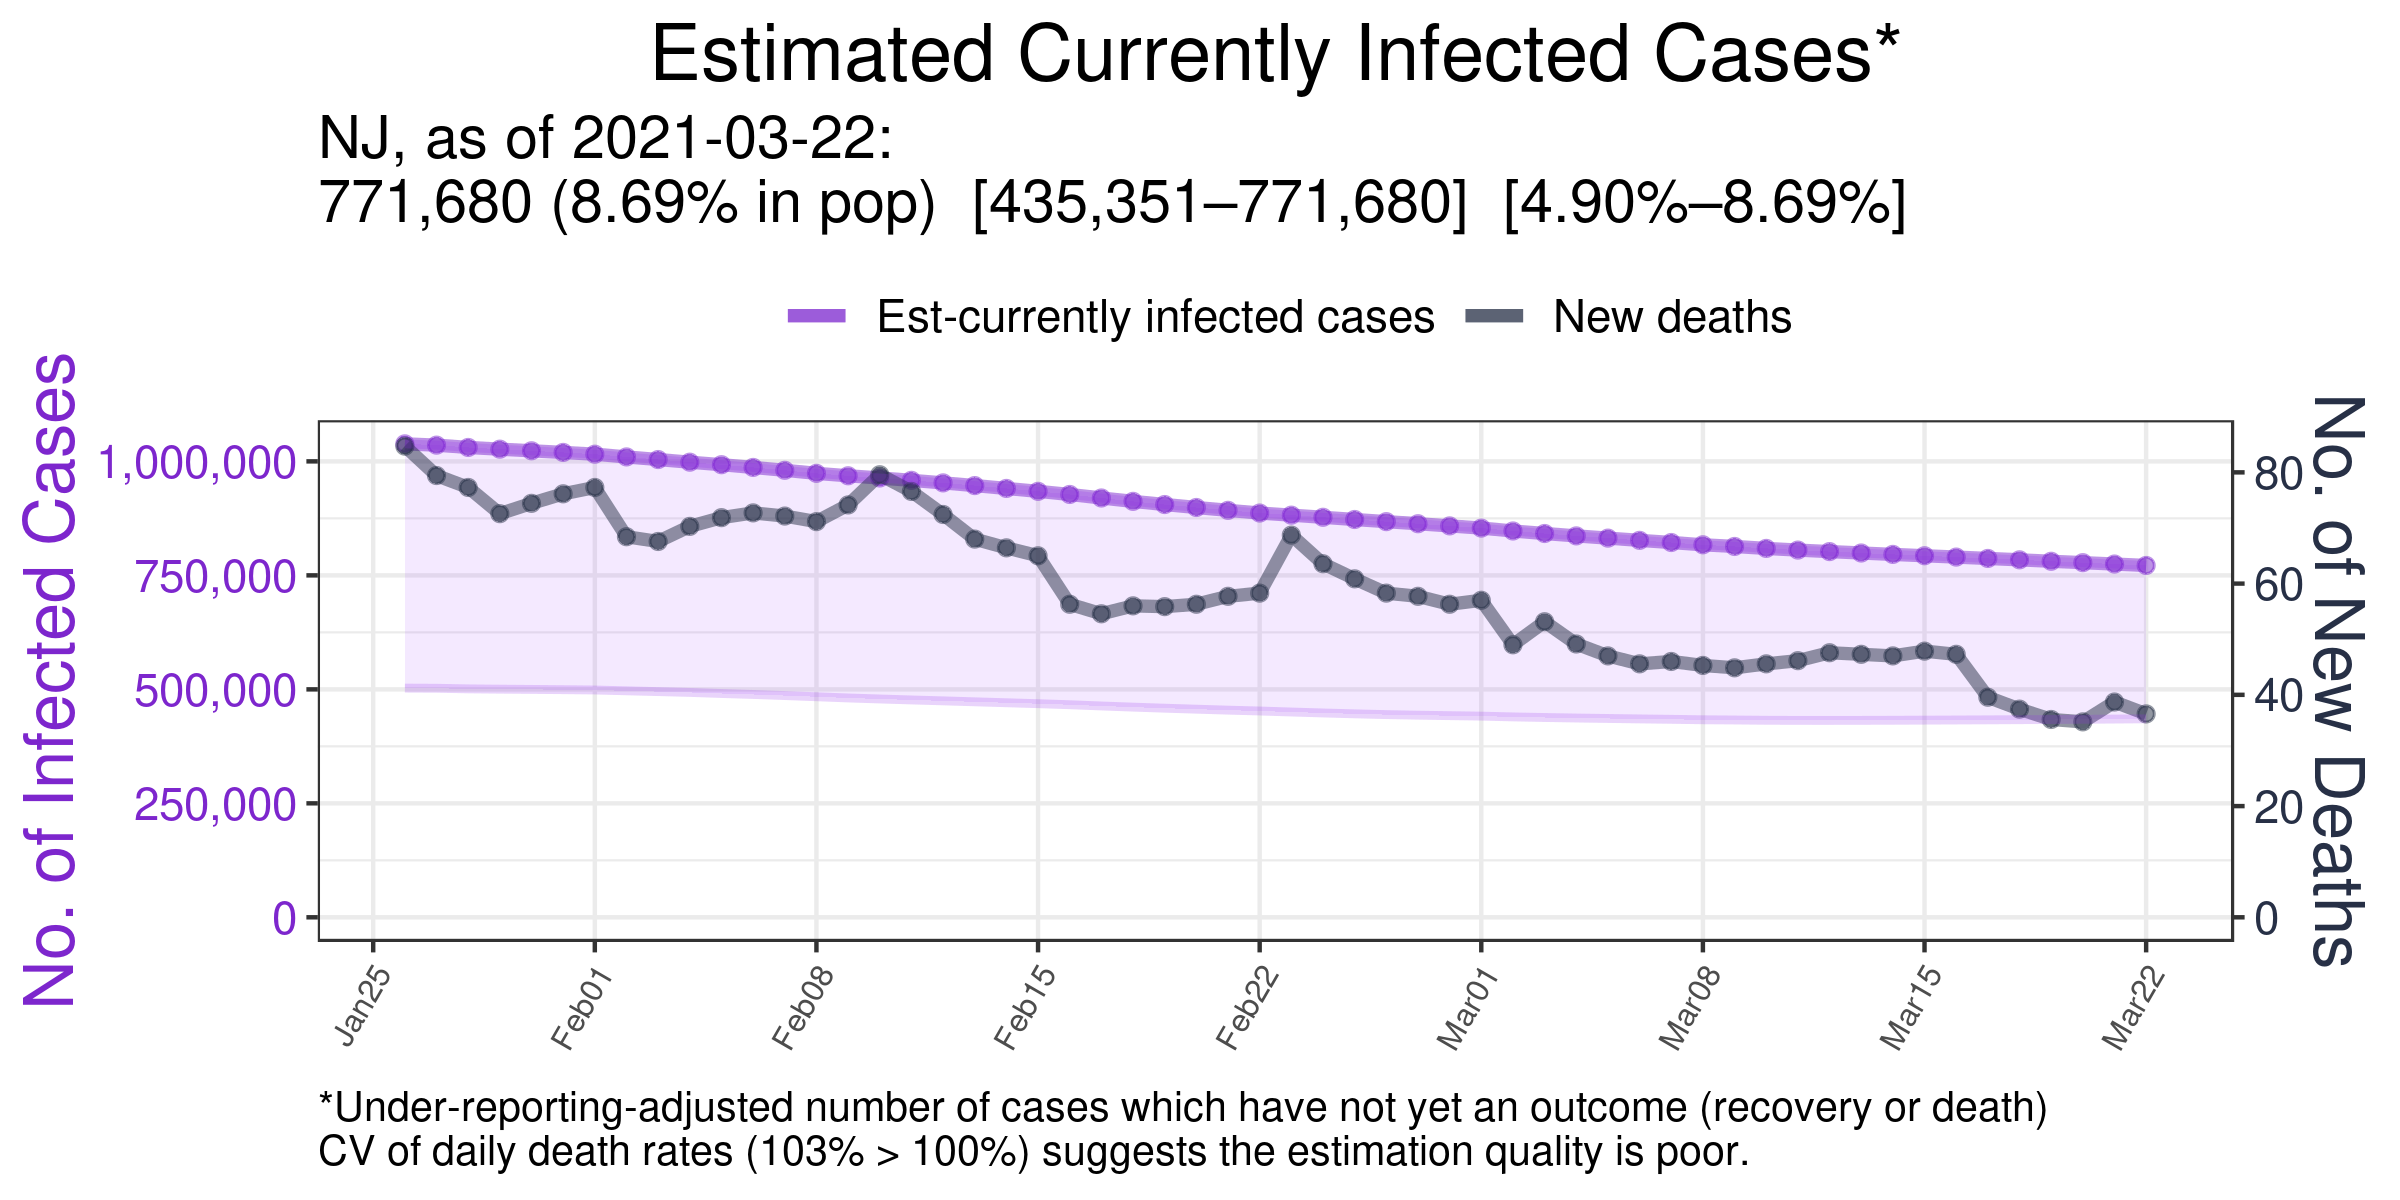 Estimated Currently Infected Cases*
NJ, as of 2021-03-22:
771,680 (8.69% in pop)  [435,351–771,680]  [4.90%–8.69%]
Est-currently infected cases
New deaths
No. of Infected Cases
1,000,000
750,000
500,000
250,000
0
80
60
40
20
0
No. of New Deaths
Jan25
Feb01
Feb08
Feb15
Feb22
Mar01
Mar08
Mar15
Mar22
*Under-reporting-adjusted number of cases which have not yet an outcome (recovery or death)
CV of daily death rates (103% > 100%) suggests the estimation quality is poor.